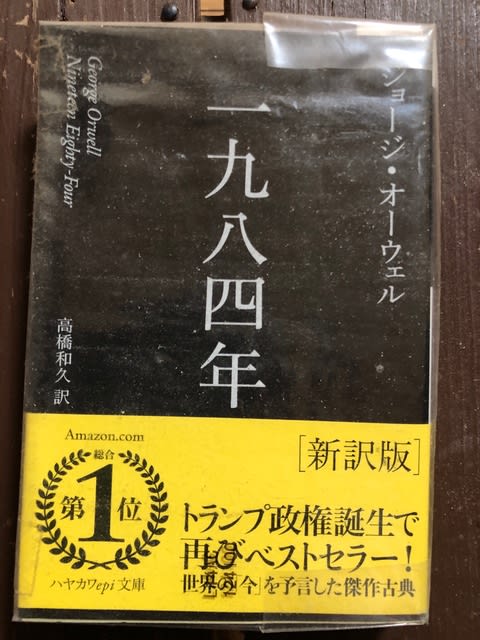 ジョージ・オーウェル
一九八四年
George Orwell
Nineteen Eighty-Four
高橋和久 訳
[新訳版]
Amazon.com
総合
第1位
ハヤカワepi文庫
トランプ政権誕生で
再びベストセラー!
世界の「今」を予言した傑作古典